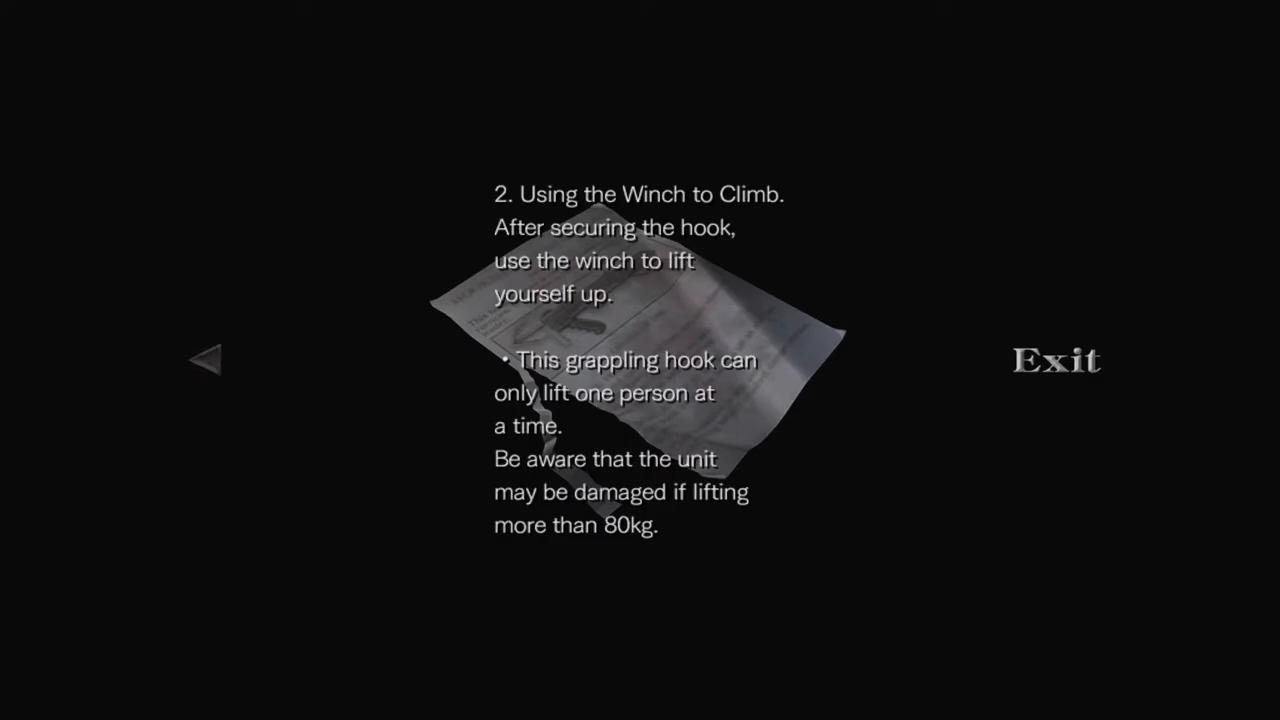 2. Using the Winch to Climb.
After securing the hook,
use the winch to lift
yourself up.
・This grappling hook can
only lift one person at
a time.
Be aware that the unit
may be damaged if lifting
more than 80kg.
Exit